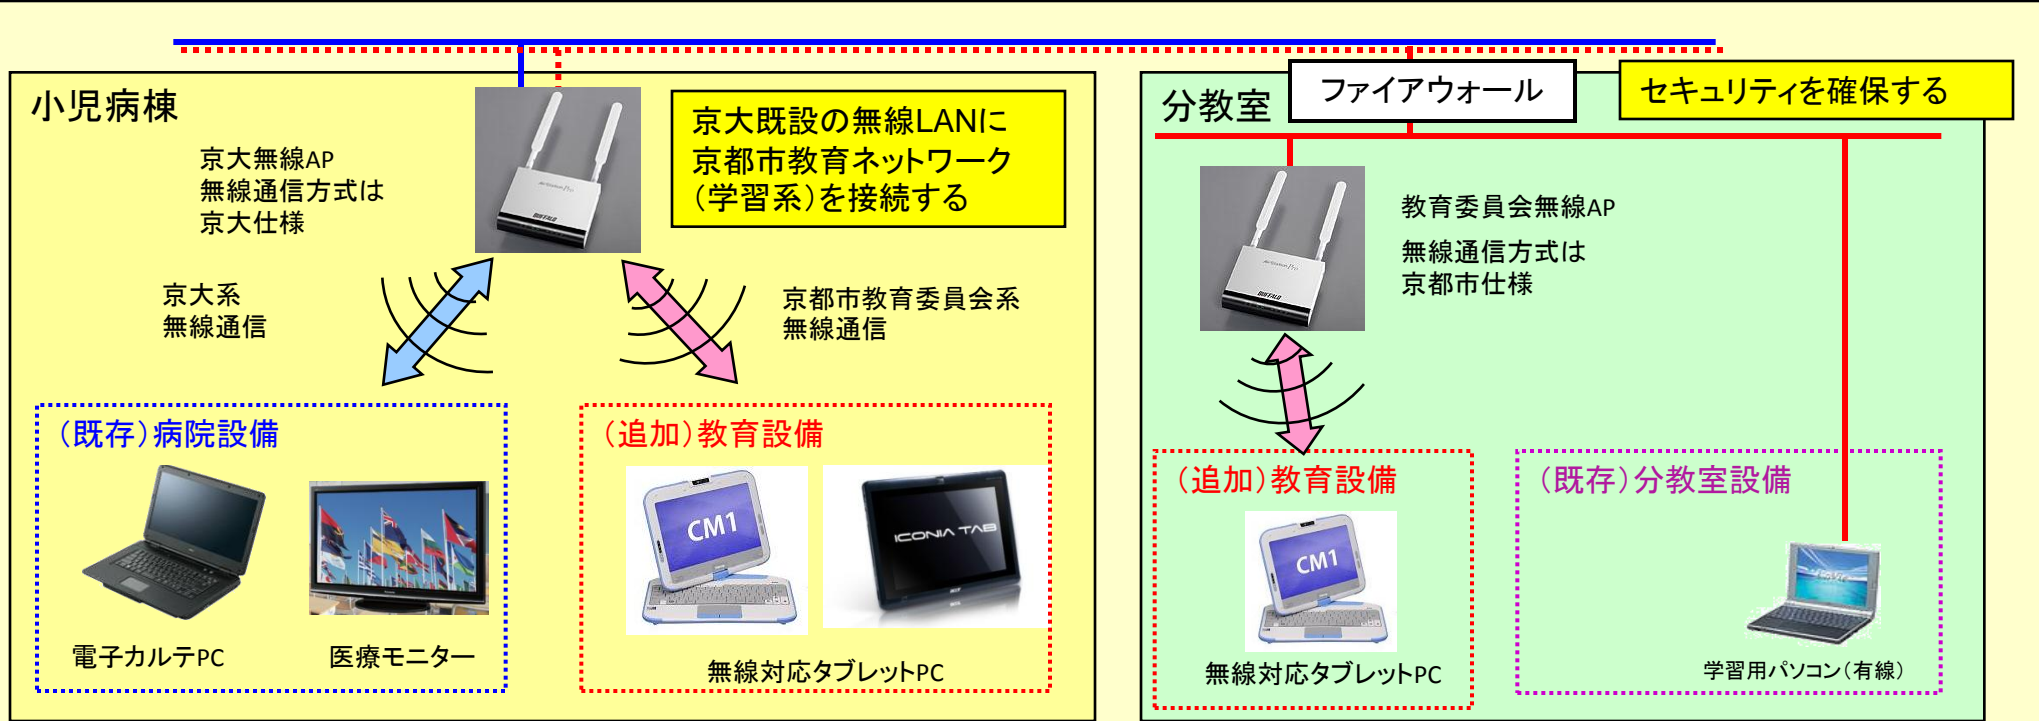 小児病棟
京大無線AP
無線通信方式は
京大仕様
京大既設の無線LANに
京都市教育ネットワーク
（学習系）を接続する
BUFFALO
京大系
無線通信
京都市教育委員会系
無線通信
（既存）病院設備
電子カルテPC
医療モニター
（追加）教育設備
CM1
ICONIA TAB
無線対応タブレットPC
分教室
ファイアウォール
セキュリティを確保する
BUFFALO
教育委員会無線AP
無線通信方式は
京都市仕様
（追加）教育設備
CM1
無線対応タブレットPC
（既存）分教室設備
学習用パソコン（有線）